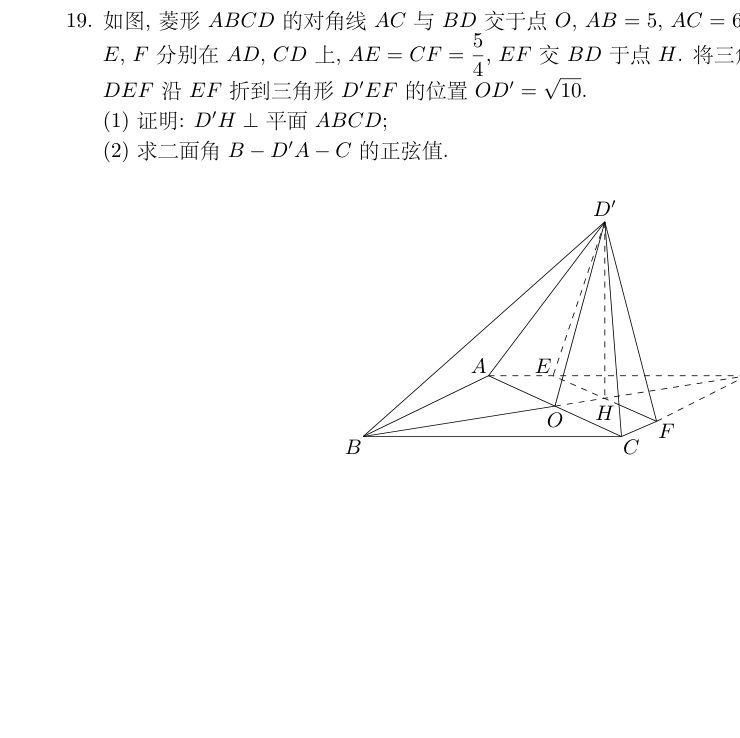 19. 如图, 菱形 ABCD 的对角线 AC 与 BD 交于点 O, AB = 5, AC = 6
E, F 分别在 AD, CD 上, AE = CF = 5/4, EF 交 BD 于点 H. 将三
DEF 沿 EF 折到三角形 D′EF 的位置 OD′ = √10.
(1) 证明: D′H ⊥ 平面 ABCD;
(2) 求二面角 B − D′A − C 的正弦值.
D′
A
E
H
O
F
B
C